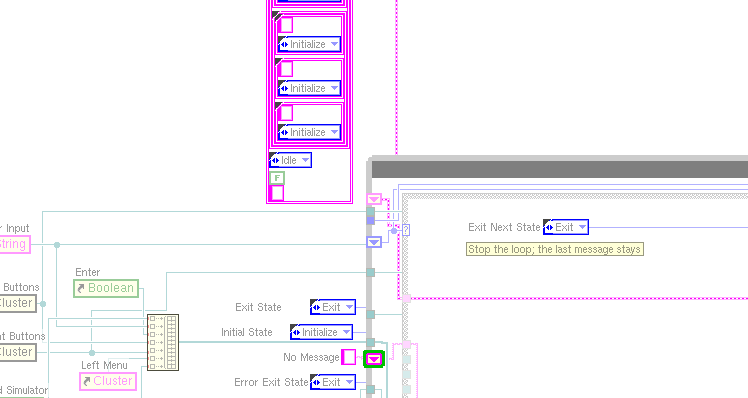 Initialize
Initialize
Initialize
Idle
F
Input
String
Exit Next State
Exit
?
Stop the loop; the last message stays
Enter
Boolean
Buttons
Cluster
Exit State
Exit
Initial State
Initialize
t Buttons
Cluster
No Message
Left Menu
Cluster
Error Exit State
Exit
d Simulator